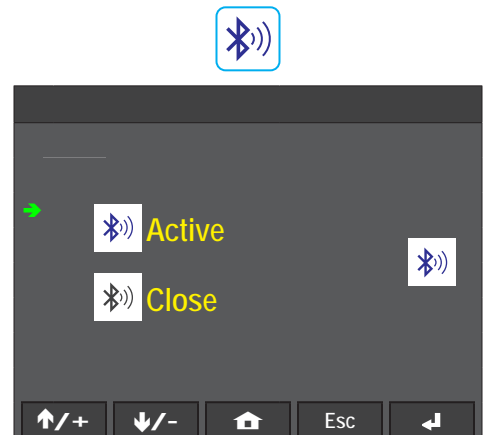 Active
Close
↑/+ ↓/- Esc